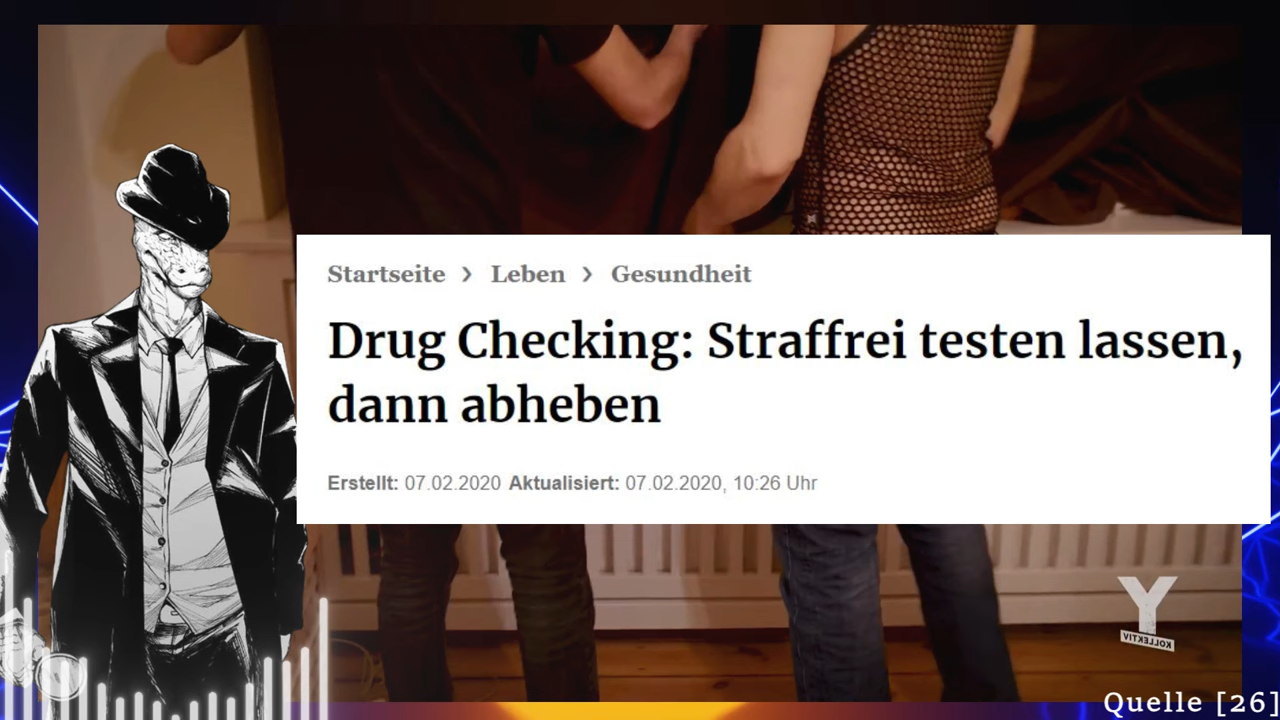 Startseite > Leben > Gesundheit
Drug Checking: Straffrei testen lassen,
dann abheben
Erstellt: 07.02.2020 Aktualisiert: 07.02.2020, 10:26 Uhr
Y
KOLLEKTIV
Quelle [26]